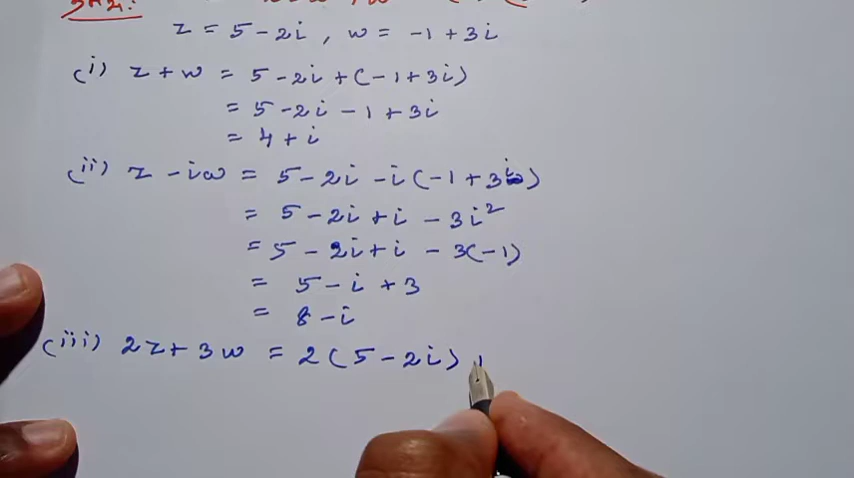 z = 5 - 2i , w = -1 + 3i
(i) z + w = 5 - 2i + (-1 + 3i)
= 5 - 2i - 1 + 3i
= 4 + i
(ii) z - iw = 5 - 2i - i (-1 + 3i)
= 5 - 2i + i - 3i²
= 5 - 2i + i - 3(-1)
= 5 - i + 3
= 8 - i
(iii) 2z + 3w = 2 (5 - 2i)